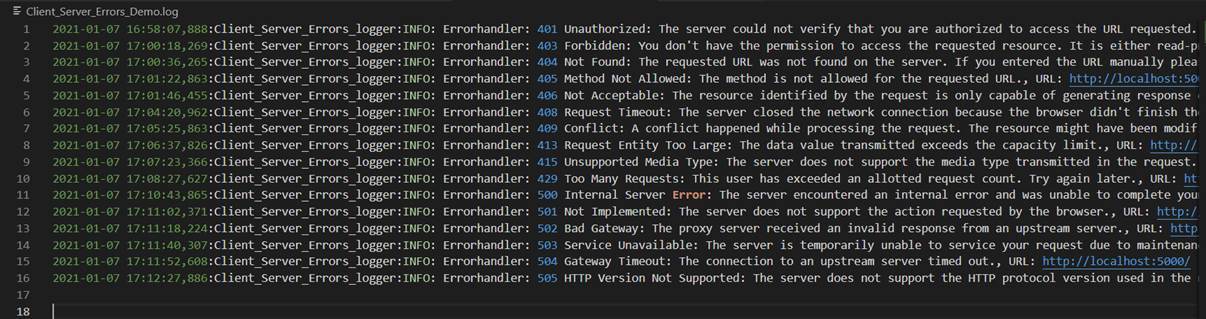 Client_Server_Errors_Demo.log
1 2021-01-07 16:58:07,888:Client_Server_Errors_logger:INFO: Errorhandler: 401 Unauthorized: The server could not verify that you are authorized to access the URL requested.
2 2021-01-07 17:00:18,269:Client_Server_Errors_logger:INFO: Errorhandler: 403 Forbidden: You don't have the permission to access the requested resource. It is either read-p
3 2021-01-07 17:00:36,265:Client_Server_Errors_logger:INFO: Errorhandler: 404 Not Found: The requested URL was not found on the server. If you entered the URL manually plea
4 2021-01-07 17:01:22,863:Client_Server_Errors_logger:INFO: Errorhandler: 405 Method Not Allowed: The method is not allowed for the requested URL., URL: http://localhost:500
5 2021-01-07 17:01:46,455:Client_Server_Errors_logger:INFO: Errorhandler: 406 Not Acceptable: The resource identified by the request is only capable of generating response
6 2021-01-07 17:04:20,962:Client_Server_Errors_logger:INFO: Errorhandler: 408 Request Timeout: The server closed the network connection because the browser didn't finish th
7 2021-01-07 17:05:25,863:Client_Server_Errors_logger:INFO: Errorhandler: 409 Conflict: A conflict happened while processing the request. The resource might have been modif
8 2021-01-07 17:06:37,826:Client_Server_Errors_logger:INFO: Errorhandler: 413 Request Entity Too Large: The data value transmitted exceeds the capacity limit., URL: http://
9 2021-01-07 17:07:23,366:Client_Server_Errors_logger:INFO: Errorhandler: 415 Unsupported Media Type: The server does not support the media type transmitted in the request.
10 2021-01-07 17:08:27,627:Client_Server_Errors_logger:INFO: Errorhandler: 429 Too Many Requests: This user has exceeded an allotted request count. Try again later., URL: ht
11 2021-01-07 17:10:43,865:Client_Server_Errors_logger:INFO: Errorhandler: 500 Internal Server Error: The server encountered an internal error and was unable to complete you
12 2021-01-07 17:11:02,371:Client_Server_Errors_logger:INFO: Errorhandler: 501 Not Implemented: The server does not support the action requested by the browser., URL: http:/
13 2021-01-07 17:11:18,224:Client_Server_Errors_logger:INFO: Errorhandler: 502 Bad Gateway: The proxy server received an invalid response from an upstream server., URL: http
14 2021-01-07 17:11:40,307:Client_Server_Errors_logger:INFO: Errorhandler: 503 Service Unavailable: The server is temporarily unable to service your request due to maintenan
15 2021-01-07 17:11:52,608:Client_Server_Errors_logger:INFO: Errorhandler: 504 Gateway Timeout: The connection to an upstream server timed out., URL: http://localhost:5000/
16 2021-01-07 17:12:27,886:Client_Server_Errors_logger:INFO: Errorhandler: 505 HTTP Version Not Supported: The server does not support the HTTP protocol version used in the
17
18